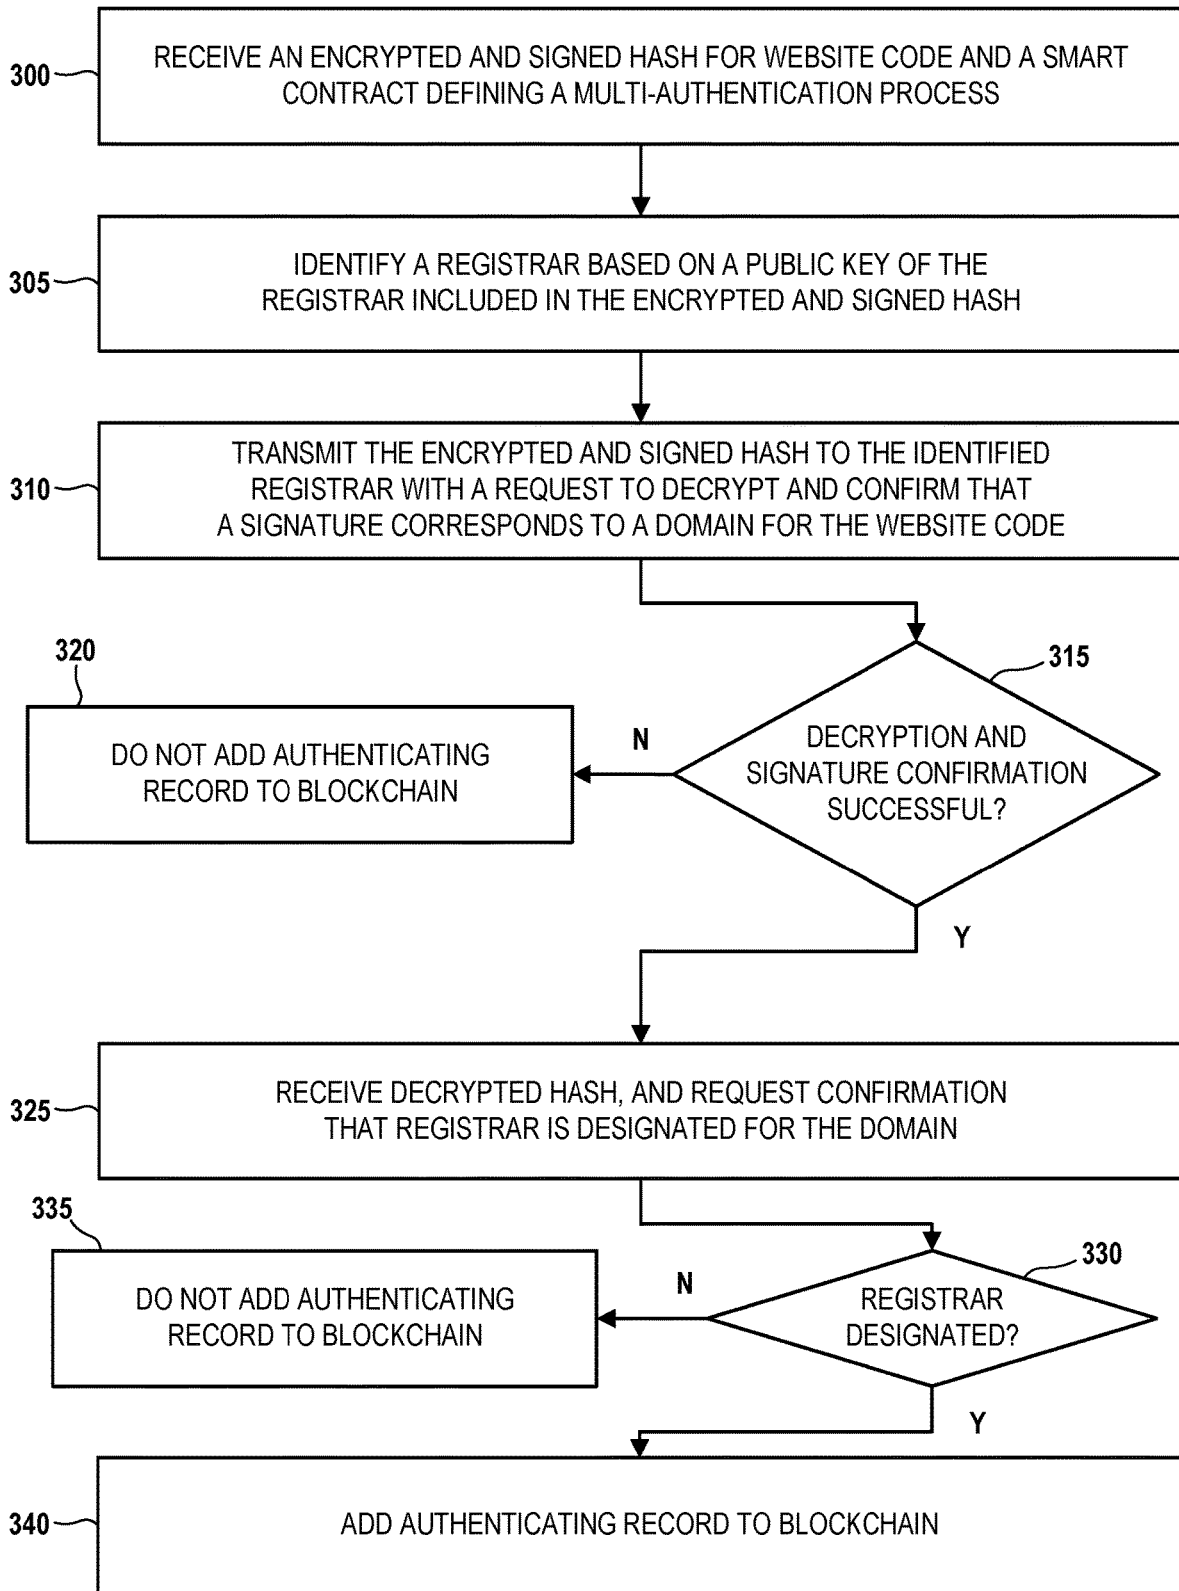 300
RECEIVE AN ENCRYPTED AND SIGNED HASH FOR WEBSITE CODE AND A SMART
CONTRACT DEFINING A MULTI-AUTHENTICATION PROCESS
305
IDENTIFY A REGISTRAR BASED ON A PUBLIC KEY OF THE
REGISTRAR INCLUDED IN THE ENCRYPTED AND SIGNED HASH
310
TRANSMIT THE ENCRYPTED AND SIGNED HASH TO THE IDENTIFIED
REGISTRAR WITH A REQUEST TO DECRYPT AND CONFIRM THAT
A SIGNATURE CORRESPONDS TO A DOMAIN FOR THE WEBSITE CODE
315
DECRYPTION AND
SIGNATURE CONFIRMATION
SUCCESSFUL?
N
320
DO NOT ADD AUTHENTICATING
RECORD TO BLOCKCHAIN
Y
325
RECEIVE DECRYPTED HASH, AND REQUEST CONFIRMATION
THAT REGISTRAR IS DESIGNATED FOR THE DOMAIN
330
REGISTRAR
DESIGNATED?
N
335
DO NOT ADD AUTHENTICATING
RECORD TO BLOCKCHAIN
Y
340
ADD AUTHENTICATING RECORD TO BLOCKCHAIN